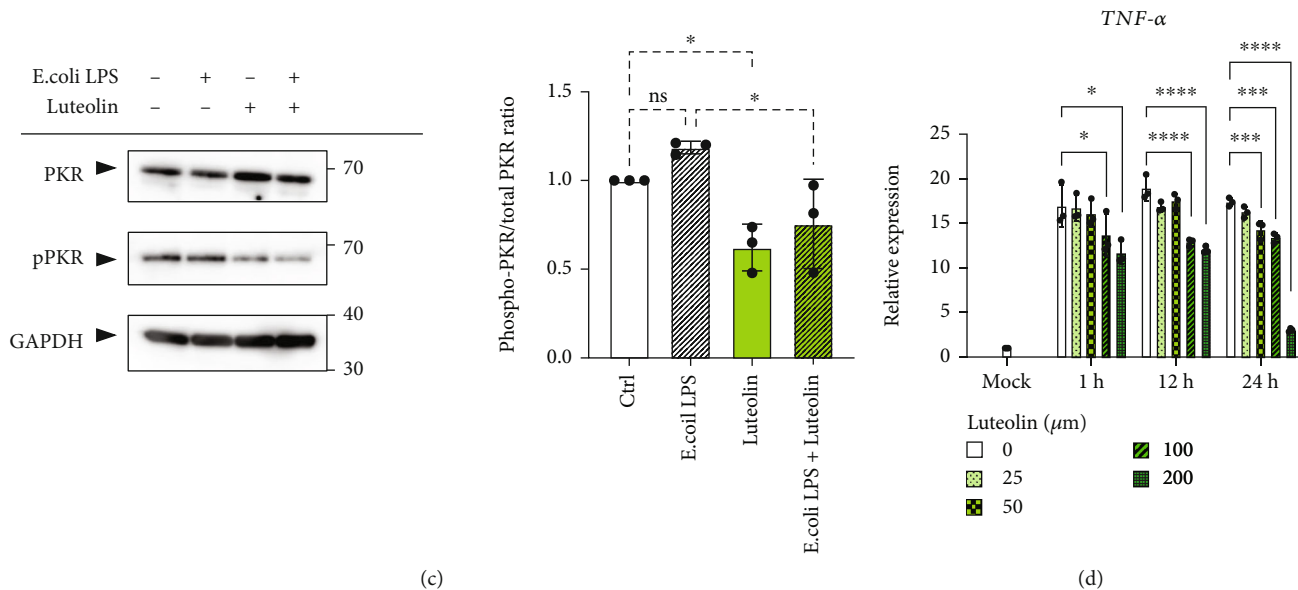 E.coli LPS – + – +
Luteolin – – + +
PKR 70
pPKR 70
GAPDH 40
30
Phospho-PKR/total PKR ratio
1.5
1.0
0.5
0.0
*
ns
*
Ctrl
E.coil LPS
Luteolin
E.coli LPS + Luteolin
(c)
TNF-α
Relative expression
25
20
15
10
5
0
*
*
****
****
****
***
***
Mock 1 h 12 h 24 h
Luteolin (μm)
0 100
25 200
50
(d)